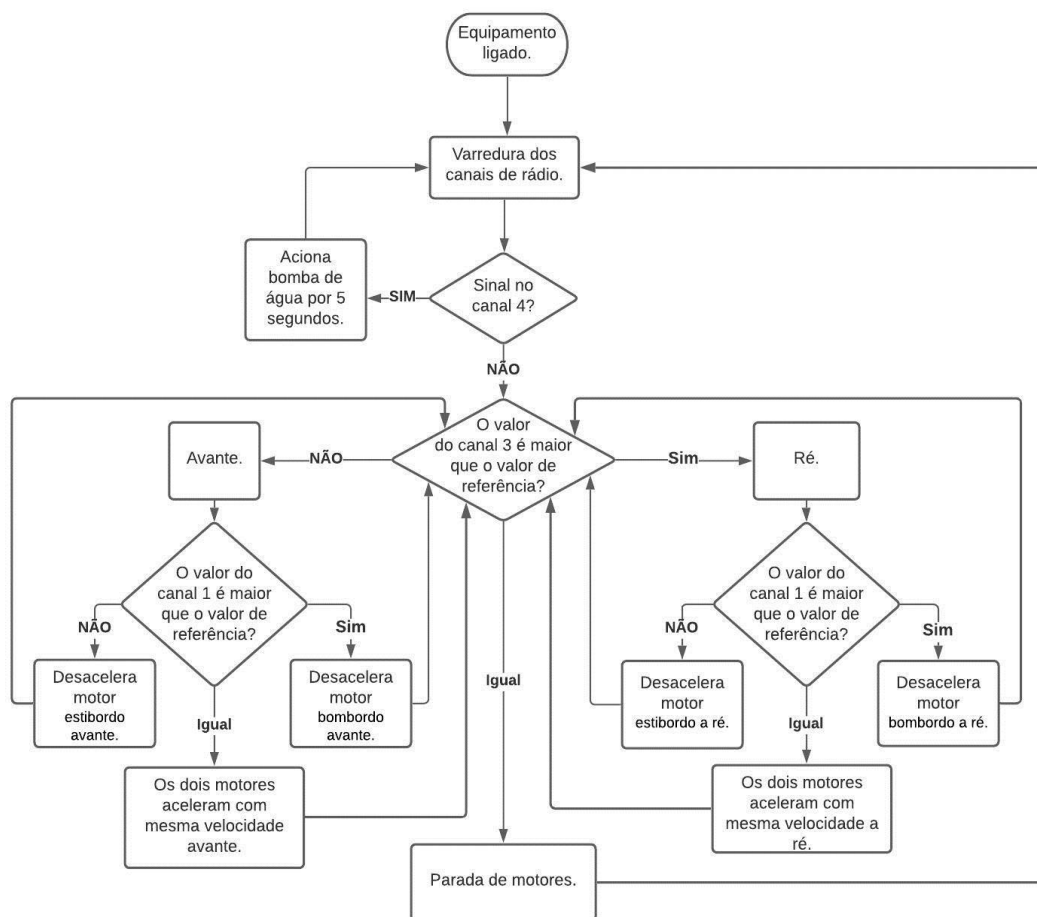 Equipamento
ligado.
Varredura dos
canais de rádio.
Aciona
bomba de
água por 5
segundos.
SIM
Sinal no
canal 4?
NÃO
O valor
do canal 3 é maior
que o valor de
referência?
NÃO
Sim
Igual
Avante.
O valor do
canal 1 é maior
que o valor de
referência?
NÃO
Sim
Igual
Desacelera
motor
estibordo
avante.
Desacelera
motor
bombordo
avante.
Os dois motores
aceleram com
mesma velocidade
avante.
Ré.
O valor do
canal 1 é maior
que o valor de
referência?
NÃO
Sim
Igual
Desacelera
motor
estibordo a ré.
Desacelera
motor
bombordo a ré.
Os dois motores
aceleram com
mesma velocidade a
ré.
Parada de motores.